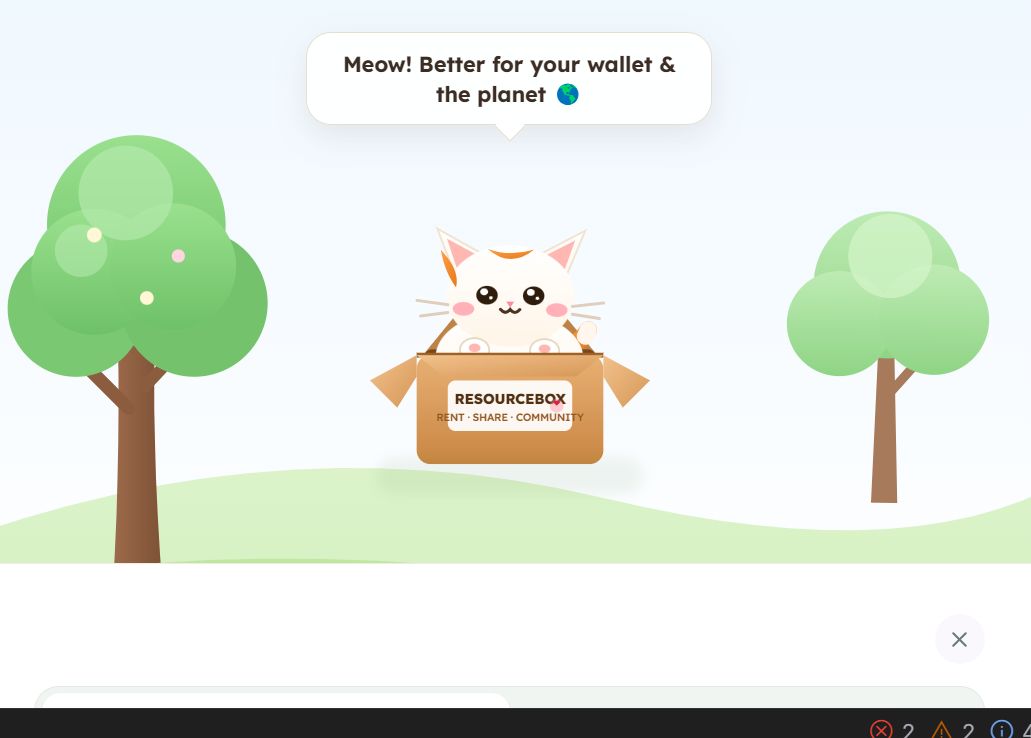 Meow! Better for your wallet &
the planet 🌎
RESOURCEBOX
RENT · SHARE · COMMUNITY
2 2